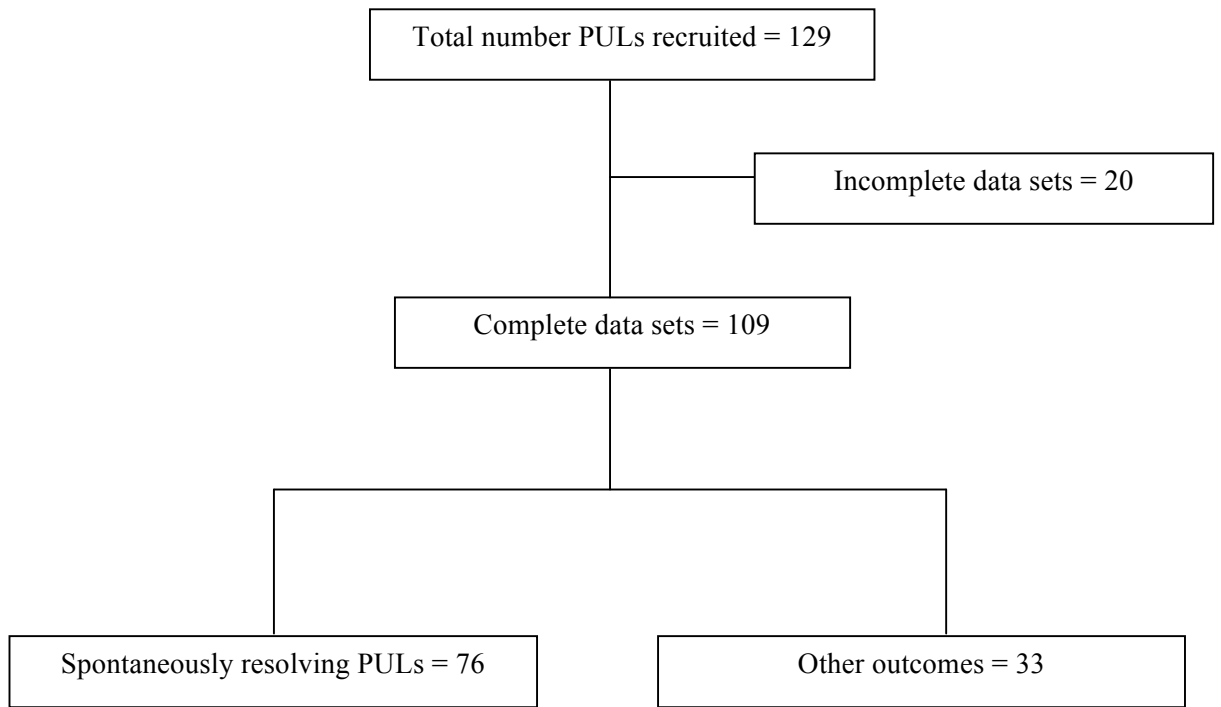 Total number PULs recruited = 129
Incomplete data sets = 20
Complete data sets = 109
Spontaneously resolving PULs = 76
Other outcomes = 33